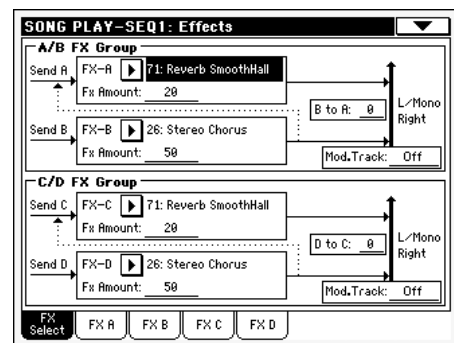 SONG PLAY-SEQ1: Effects
A/B FX Group
Send A
FX-A
71: Reverb SmoothHall
Fx Amount: 20
B to A: 0
L/Mono
Right
Send B
FX-B
26: Stereo Chorus
Fx Amount: 50
Mod.Track: Off
C/D FX Group
Send C
FX-C
71: Reverb SmoothHall
Fx Amount: 20
D to C: 0
L/Mono
Right
Send D
FX-D
26: Stereo Chorus
Fx Amount: 50
Mod.Track: Off
FX Select
FX A
FX B
FX C
FX D